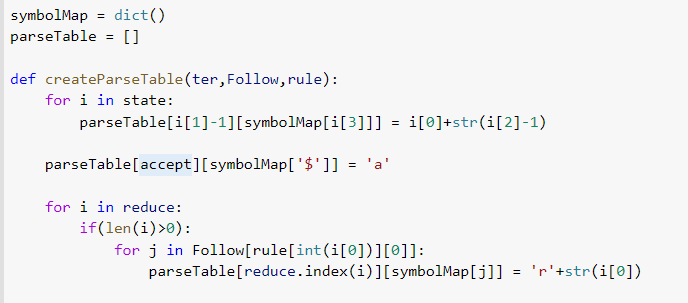 symbolMap = dict()
parseTable = []
def createParseTable(ter,Follow,rule):
    for i in state:
        parseTable[i[1]-1][symbolMap[i[3]]] = i[0]+str(i[2]-1)
    parseTable[accept][symbolMap['$']] = 'a'
    for i in reduce:
        if(len(i)>0):
            for j in Follow[rule[int(i[0])][0]]:
                parseTable[reduce.index(i)][symbolMap[j]] = 'r'+str(i[0])